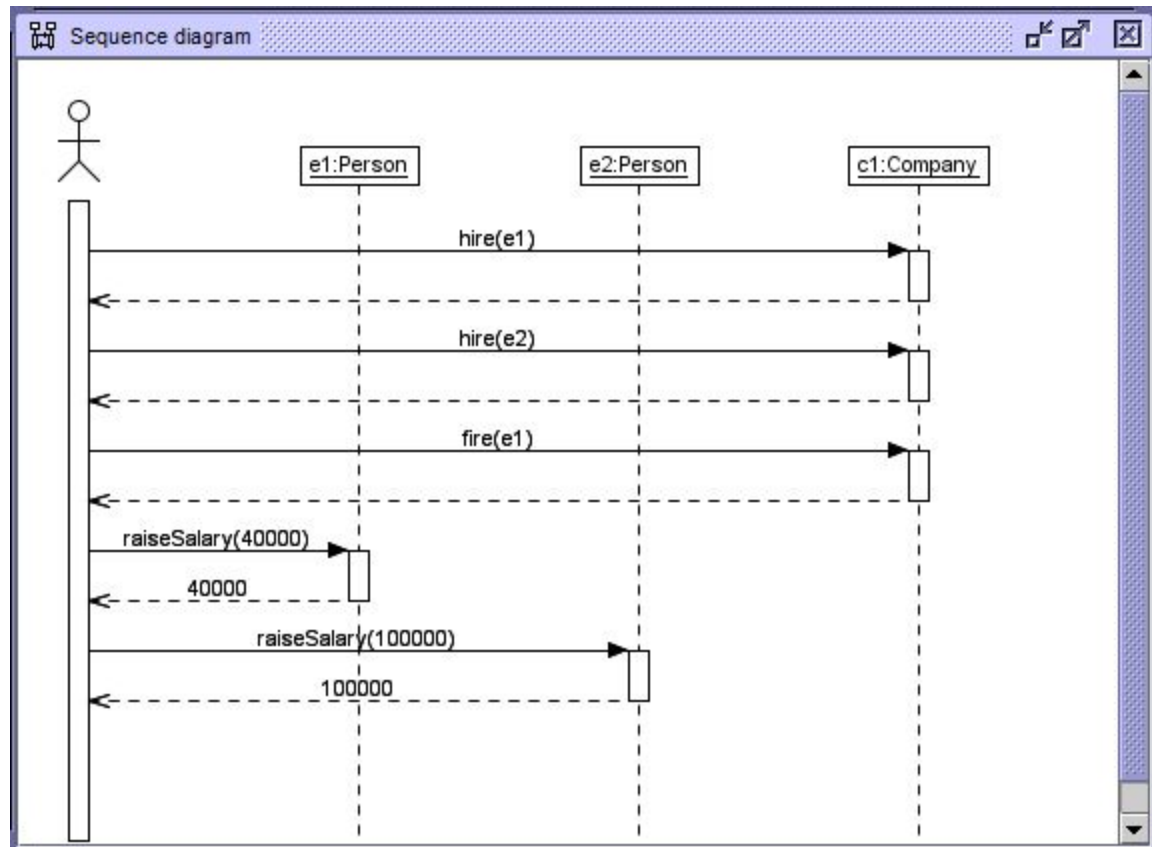 Sequence diagram
e1:Person
e2:Person
c1:Company
hire(e1)
hire(e2)
fire(e1)
raiseSalary(40000)
40000
raiseSalary(100000)
100000